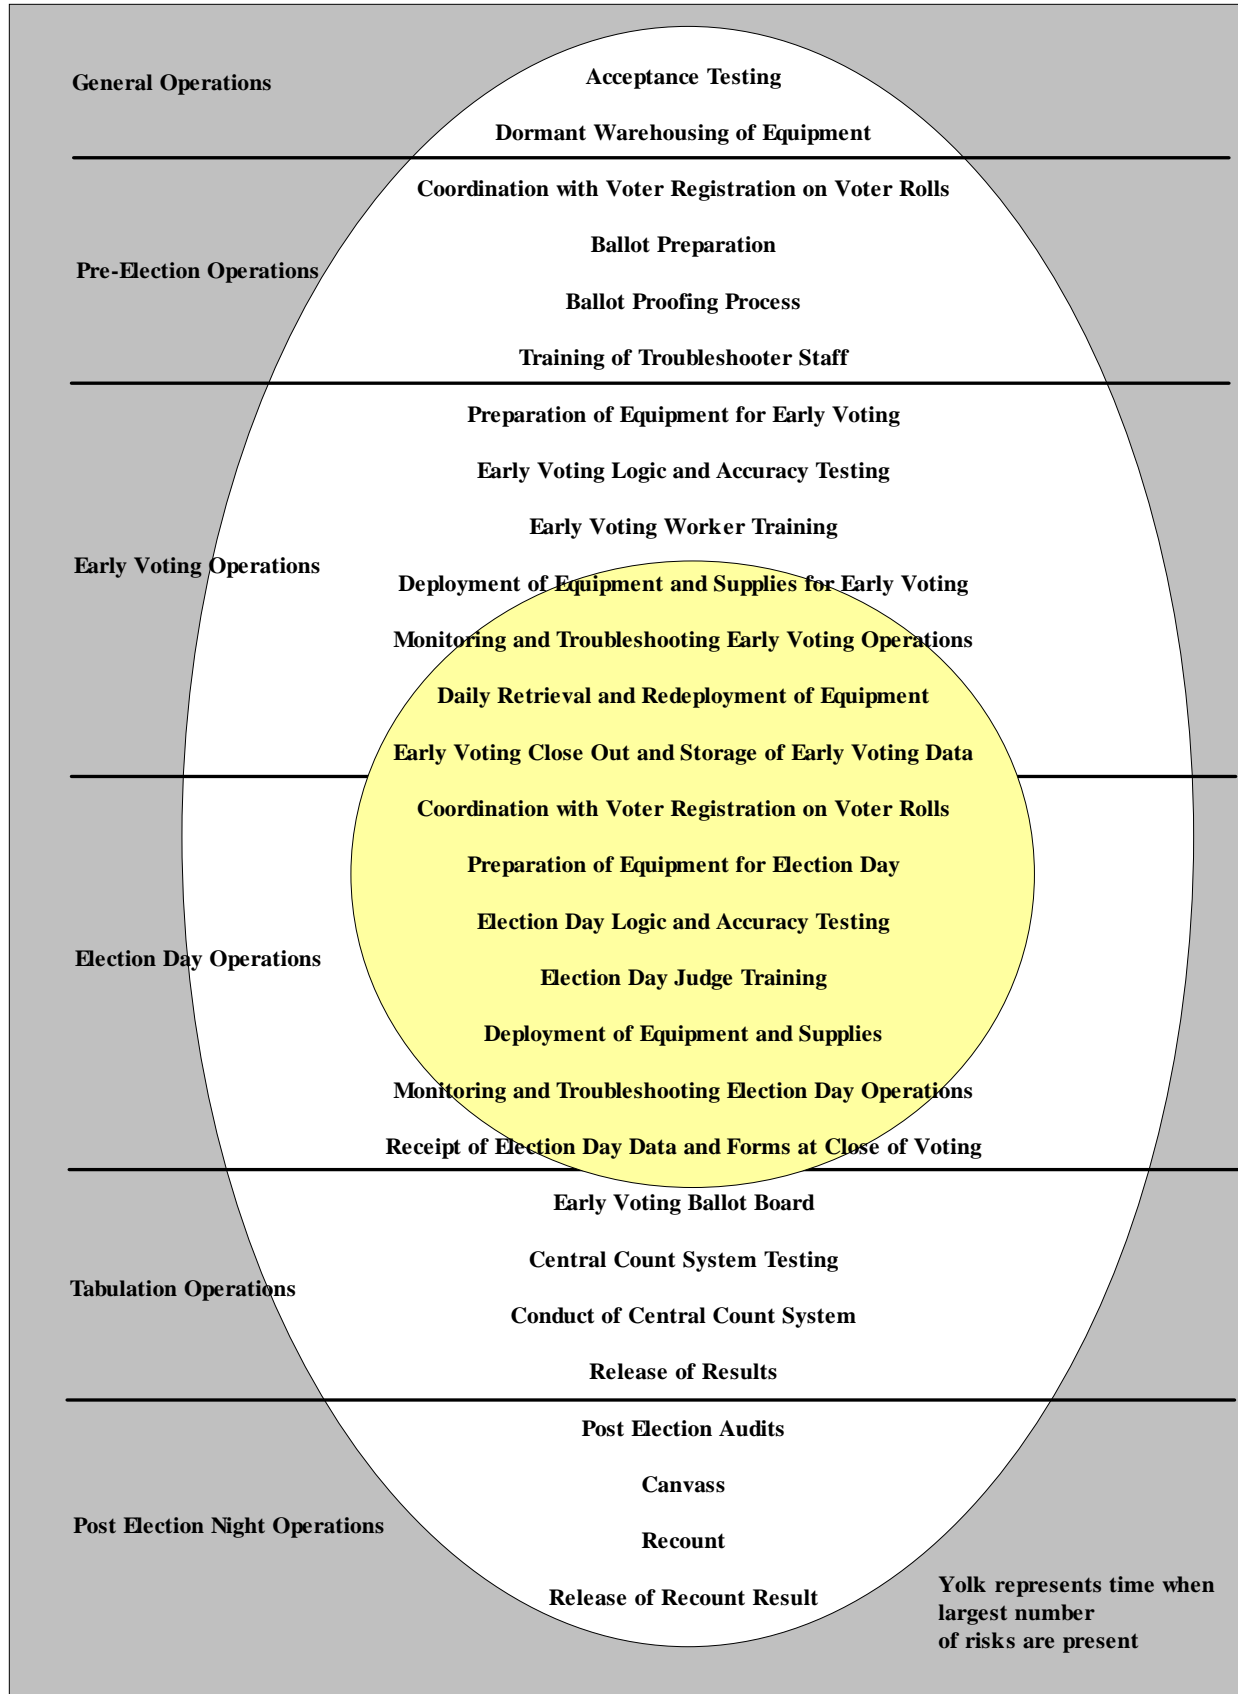 General Operations
Acceptance Testing
Dormant Warehousing of Equipment
Pre-Election Operations
Coordination with Voter Registration on Voter Rolls
Ballot Preparation
Ballot Proofing Process
Training of Troubleshooter Staff
Early Voting Operations
Preparation of Equipment for Early Voting
Early Voting Logic and Accuracy Testing
Early Voting Worker Training
Deployment of Equipment and Supplies for Early Voting
Monitoring and Troubleshooting Early Voting Operations
Daily Retrieval and Redeployment of Equipment
Early Voting Close Out and Storage of Early Voting Data
Election Day Operations
Coordination with Voter Registration on Voter Rolls
Preparation of Equipment for Election Day
Election Day Logic and Accuracy Testing
Election Day Judge Training
Deployment of Equipment and Supplies
Monitoring and Troubleshooting Election Day Operations
Receipt of Election Day Data and Forms at Close of Voting
Tabulation Operations
Early Voting Ballot Board
Central Count System Testing
Conduct of Central Count System
Release of Results
Post Election Night Operations
Post Election Audits
Canvass
Recount
Release of Recount Result
Yolk represents time when
largest number
of risks are present